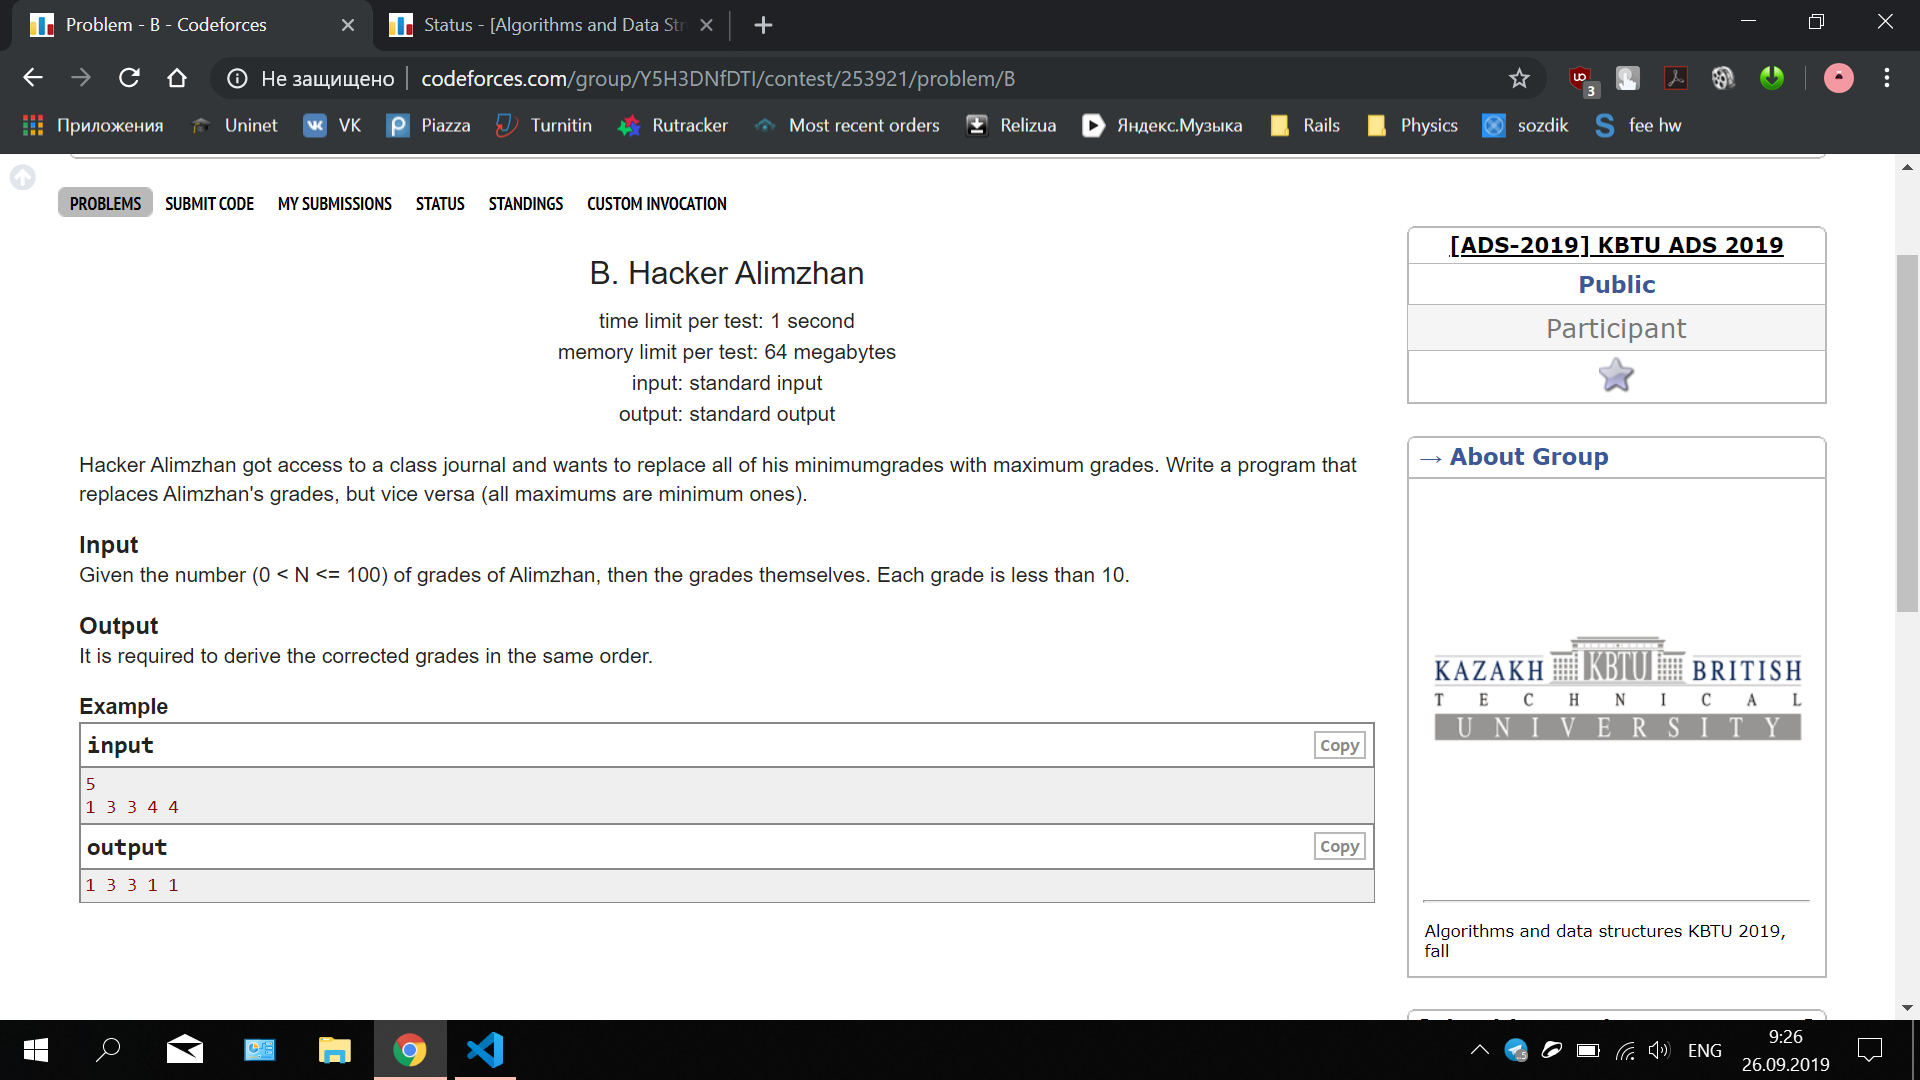 Problem - B - Codeforces
Status - [Algorithms and Data Str
Не защищено
codeforces.com/group/Y5H3DNfDTI/contest/253921/problem/B
3
Приложения
Uninet
VK
Piazza
Turnitin
Rutracker
Most recent orders
Relizua
Яндекс.Музыка
Rails
Physics
sozdik
fee hw
PROBLEMS
SUBMIT CODE
MY SUBMISSIONS
STATUS
STANDINGS
CUSTOM INVOCATION
B. Hacker Alimzhan
time limit per test: 1 second
memory limit per test: 64 megabytes
input: standard input
output: standard output
Hacker Alimzhan got access to a class journal and wants to replace all of his minimumgrades with maximum grades. Write a program that
replaces Alimzhan's grades, but vice versa (all maximums are minimum ones).
Input
Given the number (0 < N <= 100) of grades of Alimzhan, then the grades themselves. Each grade is less than 10.
Output
It is required to derive the corrected grades in the same order.
Example
input
Copy
5
1 3 3 4 4
output
Copy
1 3 3 1 1
[ADS-2019] KBTU ADS 2019
Public
Participant
→ About Group
KAZAKH KBTU BRITISH
TECHNICAL
UNIVERSITY
Algorithms and data structures KBTU 2019,
fall
ENG
9:26
26.09.2019